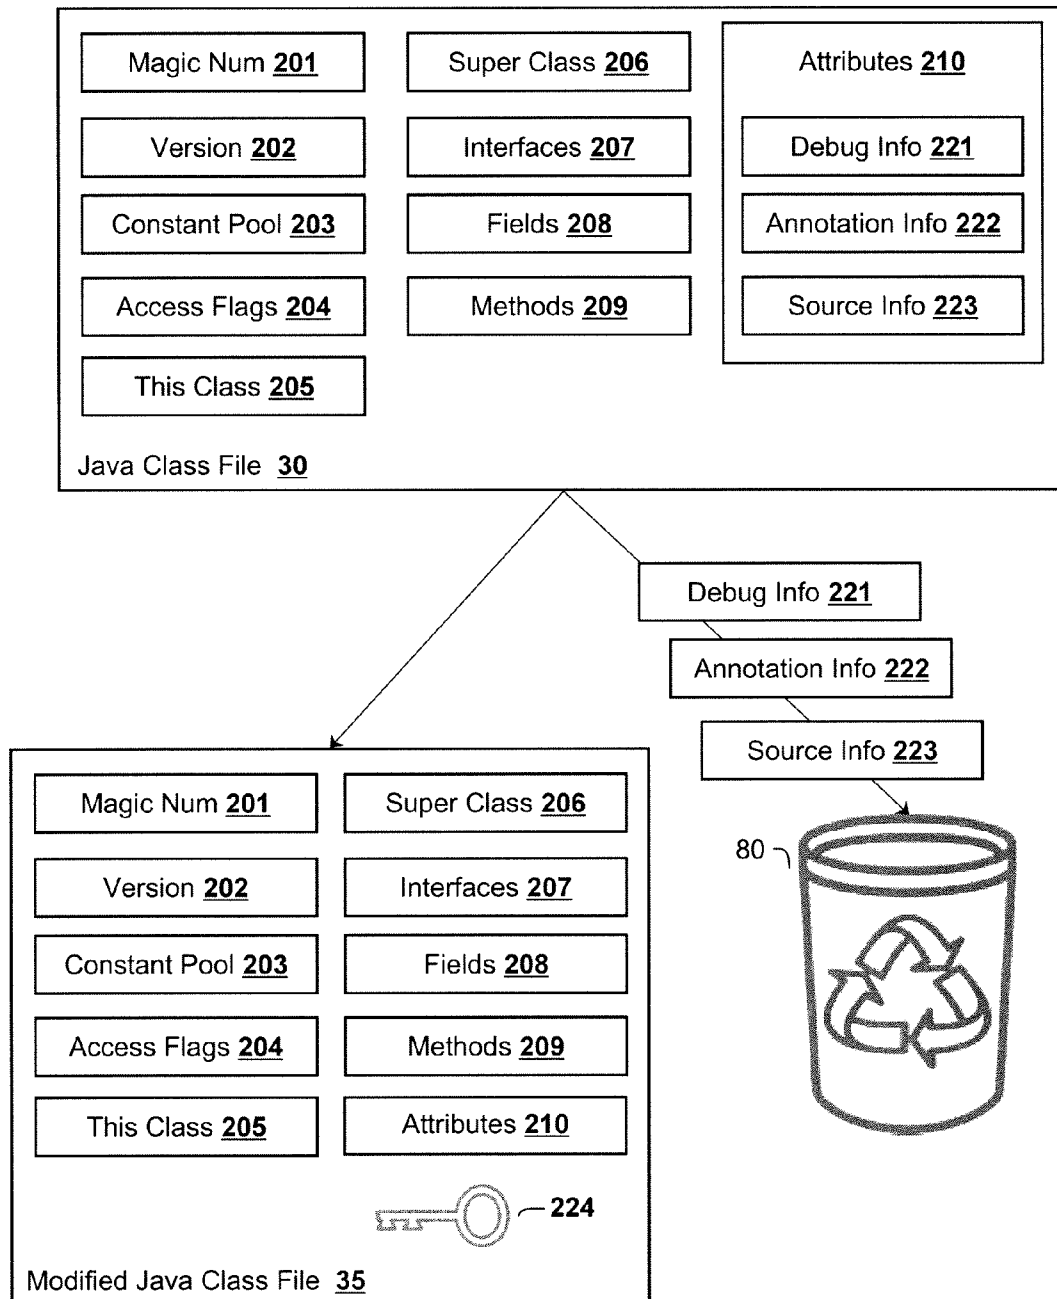 Magic Num 201
Version 202
Constant Pool 203
Access Flags 204
This Class 205
Super Class 206
Interfaces 207
Fields 208
Methods 209
Attributes 210
Debug Info 221
Annotation Info 222
Source Info 223
Java Class File 30
Debug Info 221
Annotation Info 222
Source Info 223
80
Magic Num 201
Version 202
Constant Pool 203
Access Flags 204
This Class 205
Super Class 206
Interfaces 207
Fields 208
Methods 209
Attributes 210
224
Modified Java Class File 35